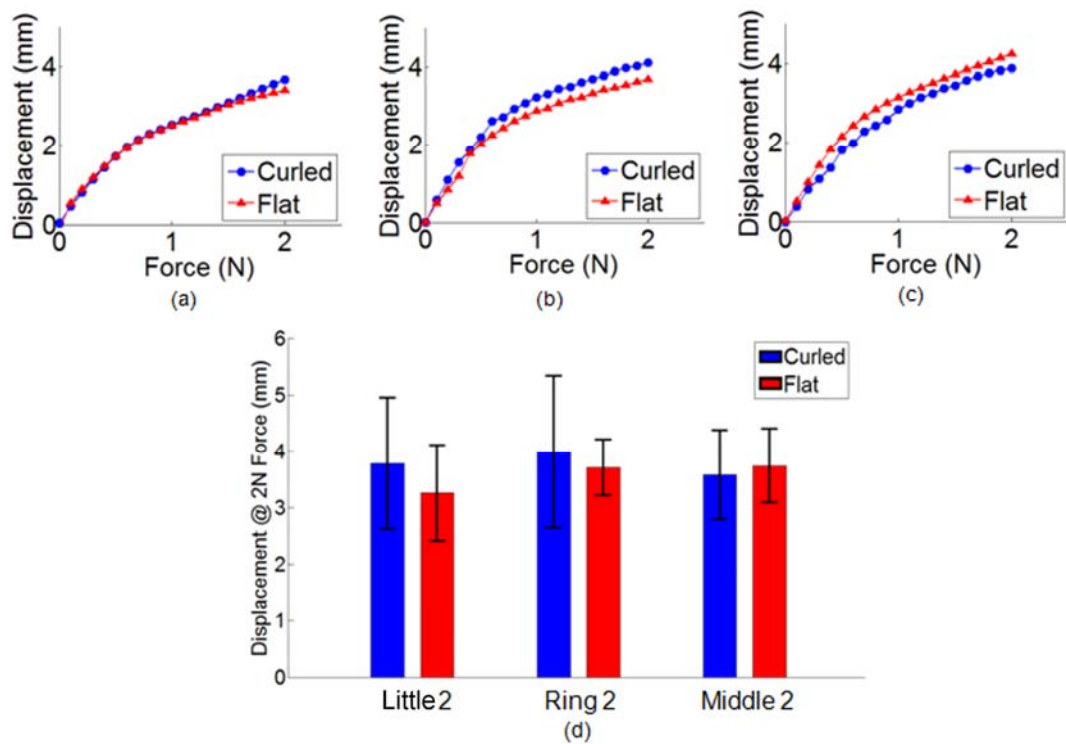 Displacement (mm)
4
2
0
0
1
2
Curled
Flat
Force (N)
(a)
Displacement (mm)
4
2
0
0
1
2
Curled
Flat
Force (N)
(b)
Displacement (mm)
4
2
0
0
1
2
Curled
Flat
Force (N)
(c)
Displacement @ 2N Force (mm)
6
5
4
3
2
1
0
Curled
Flat
Little 2
Ring 2
Middle 2
(d)